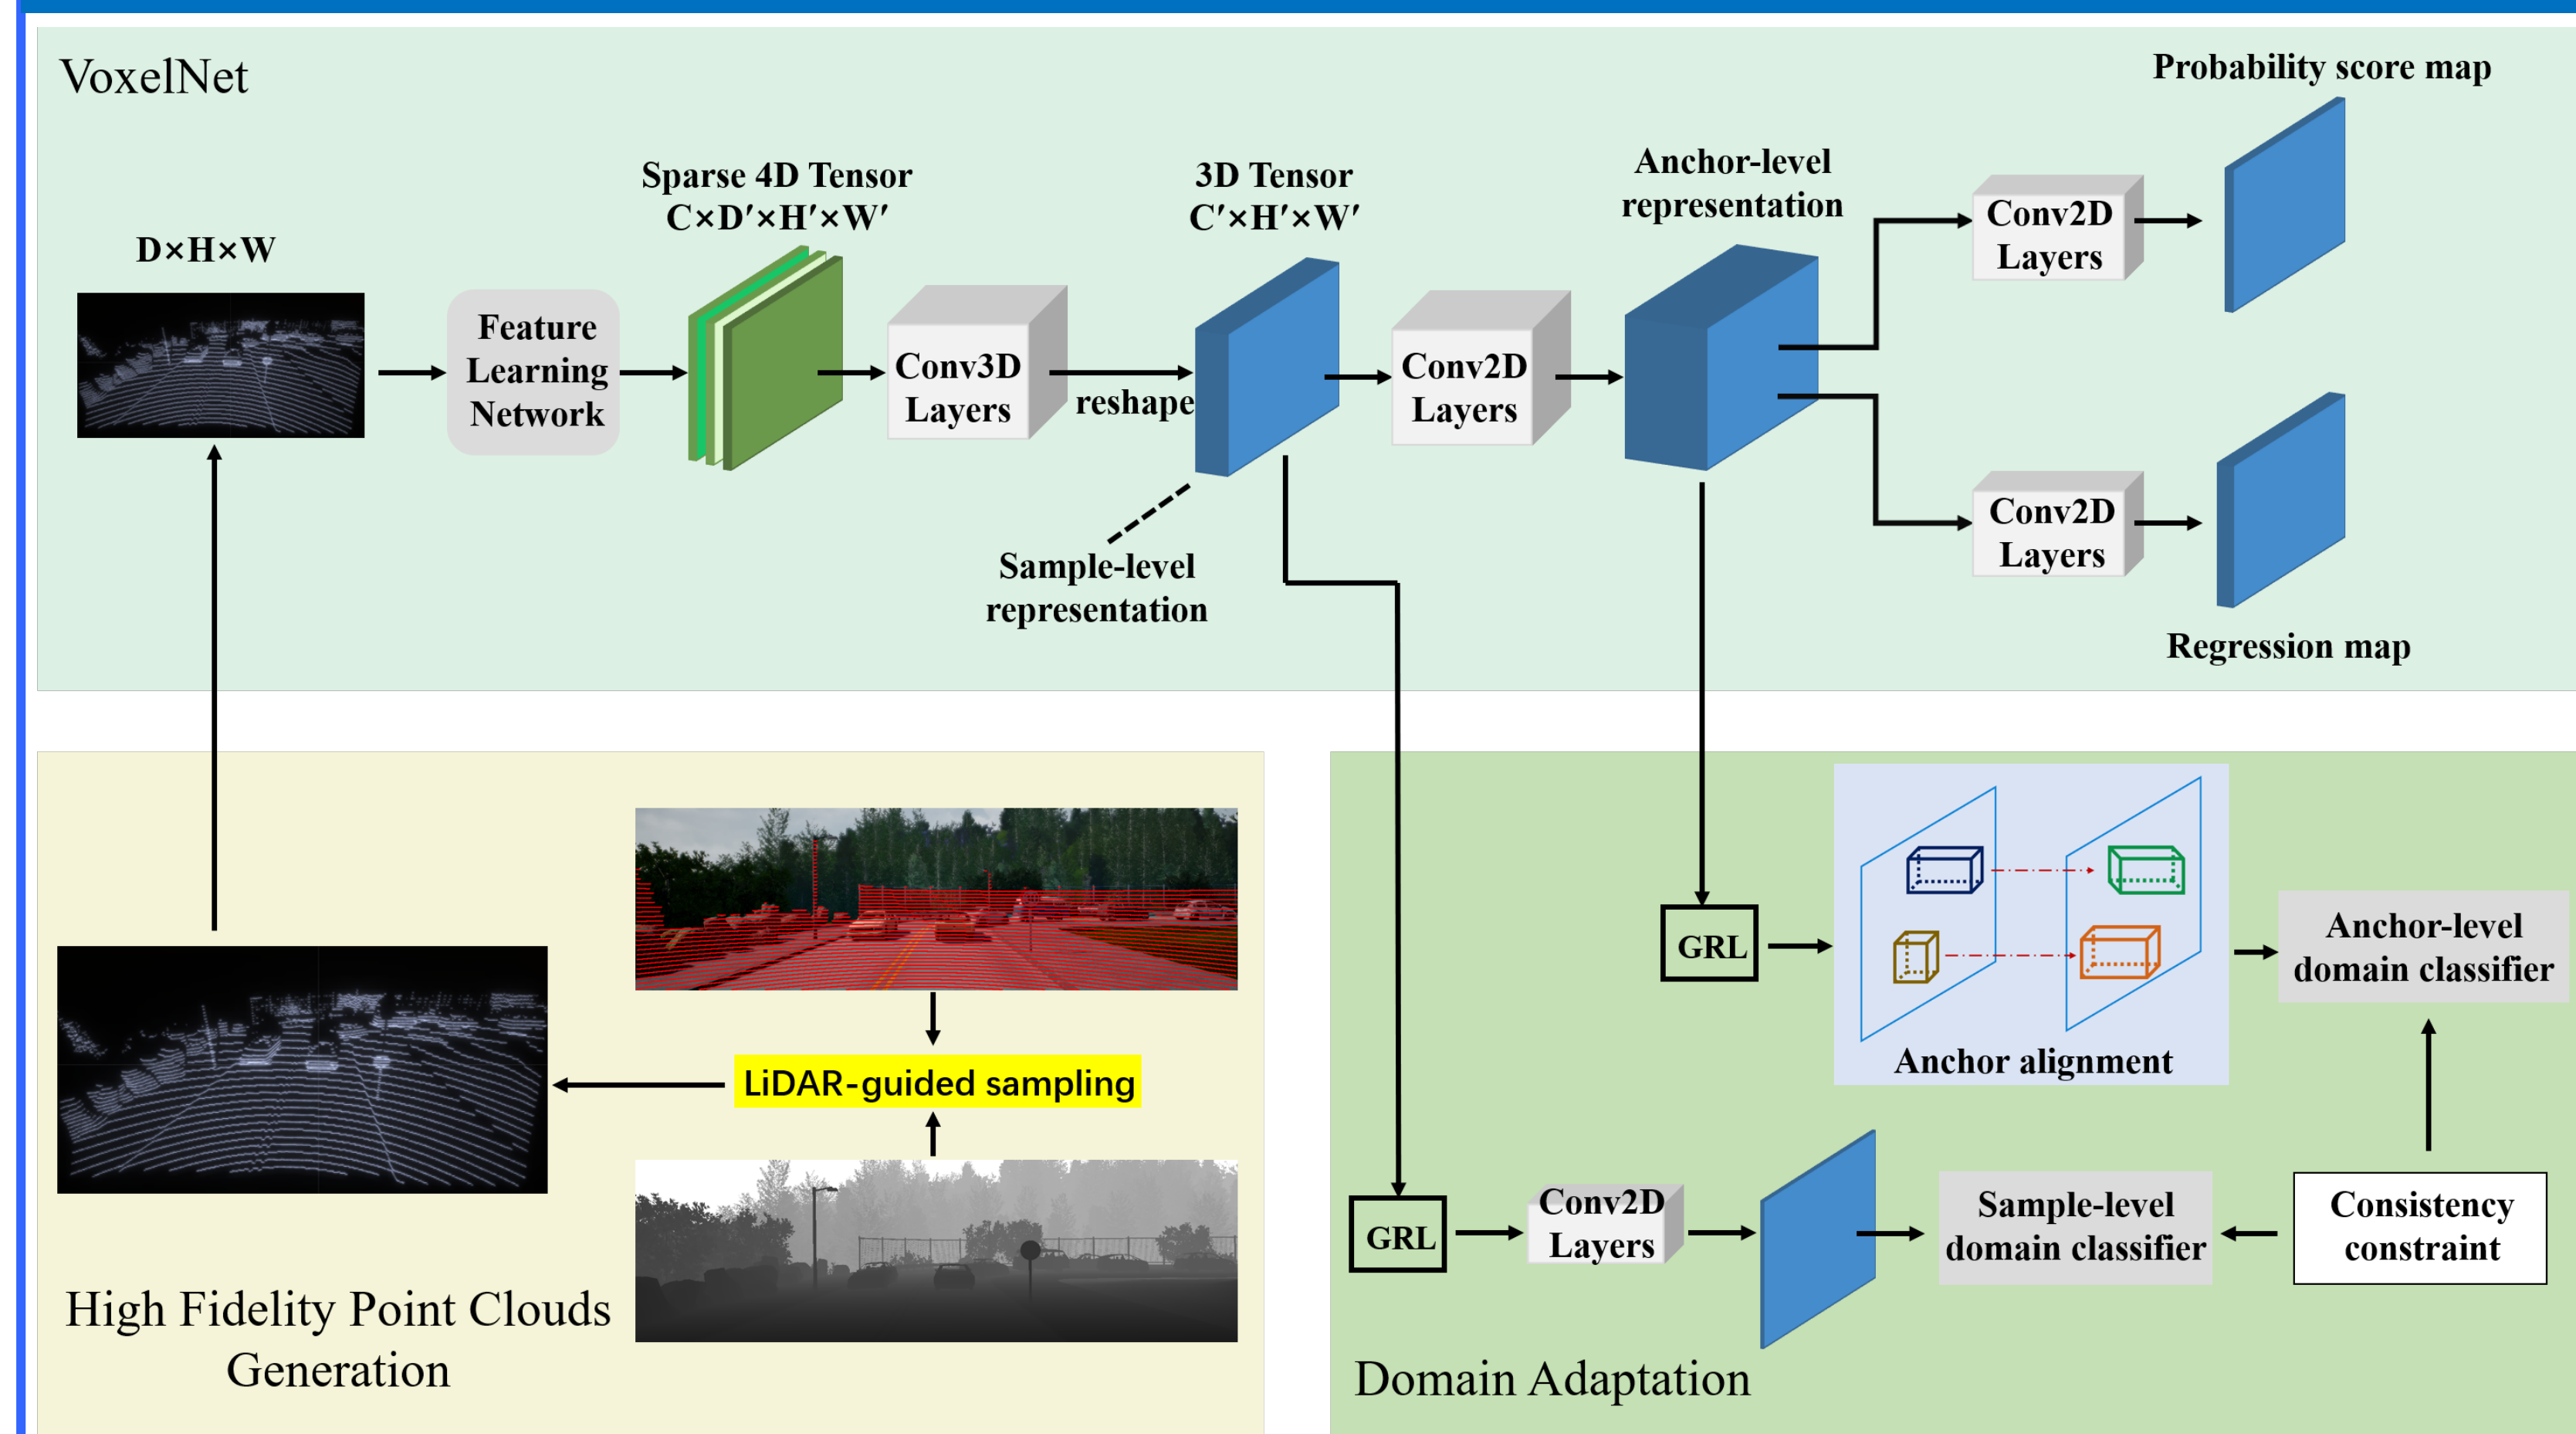 VoxelNet
Probability score map
Sparse 4D Tensor
C×D′×H′×W′
3D Tensor
C′×H′×W′
Anchor-level
representation
D×H×W
Feature
Learning
Network
Conv3D
Layers
reshape
Conv2D
Layers
Conv2D
Layers
Conv2D
Layers
Sample-level
representation
Regression map
LiDAR-guided sampling
High Fidelity Point Clouds
Generation
GRL
Anchor alignment
Anchor-level
domain classifier
GRL
Conv2D
Layers
Sample-level
domain classifier
Consistency
constraint
Domain Adaptation